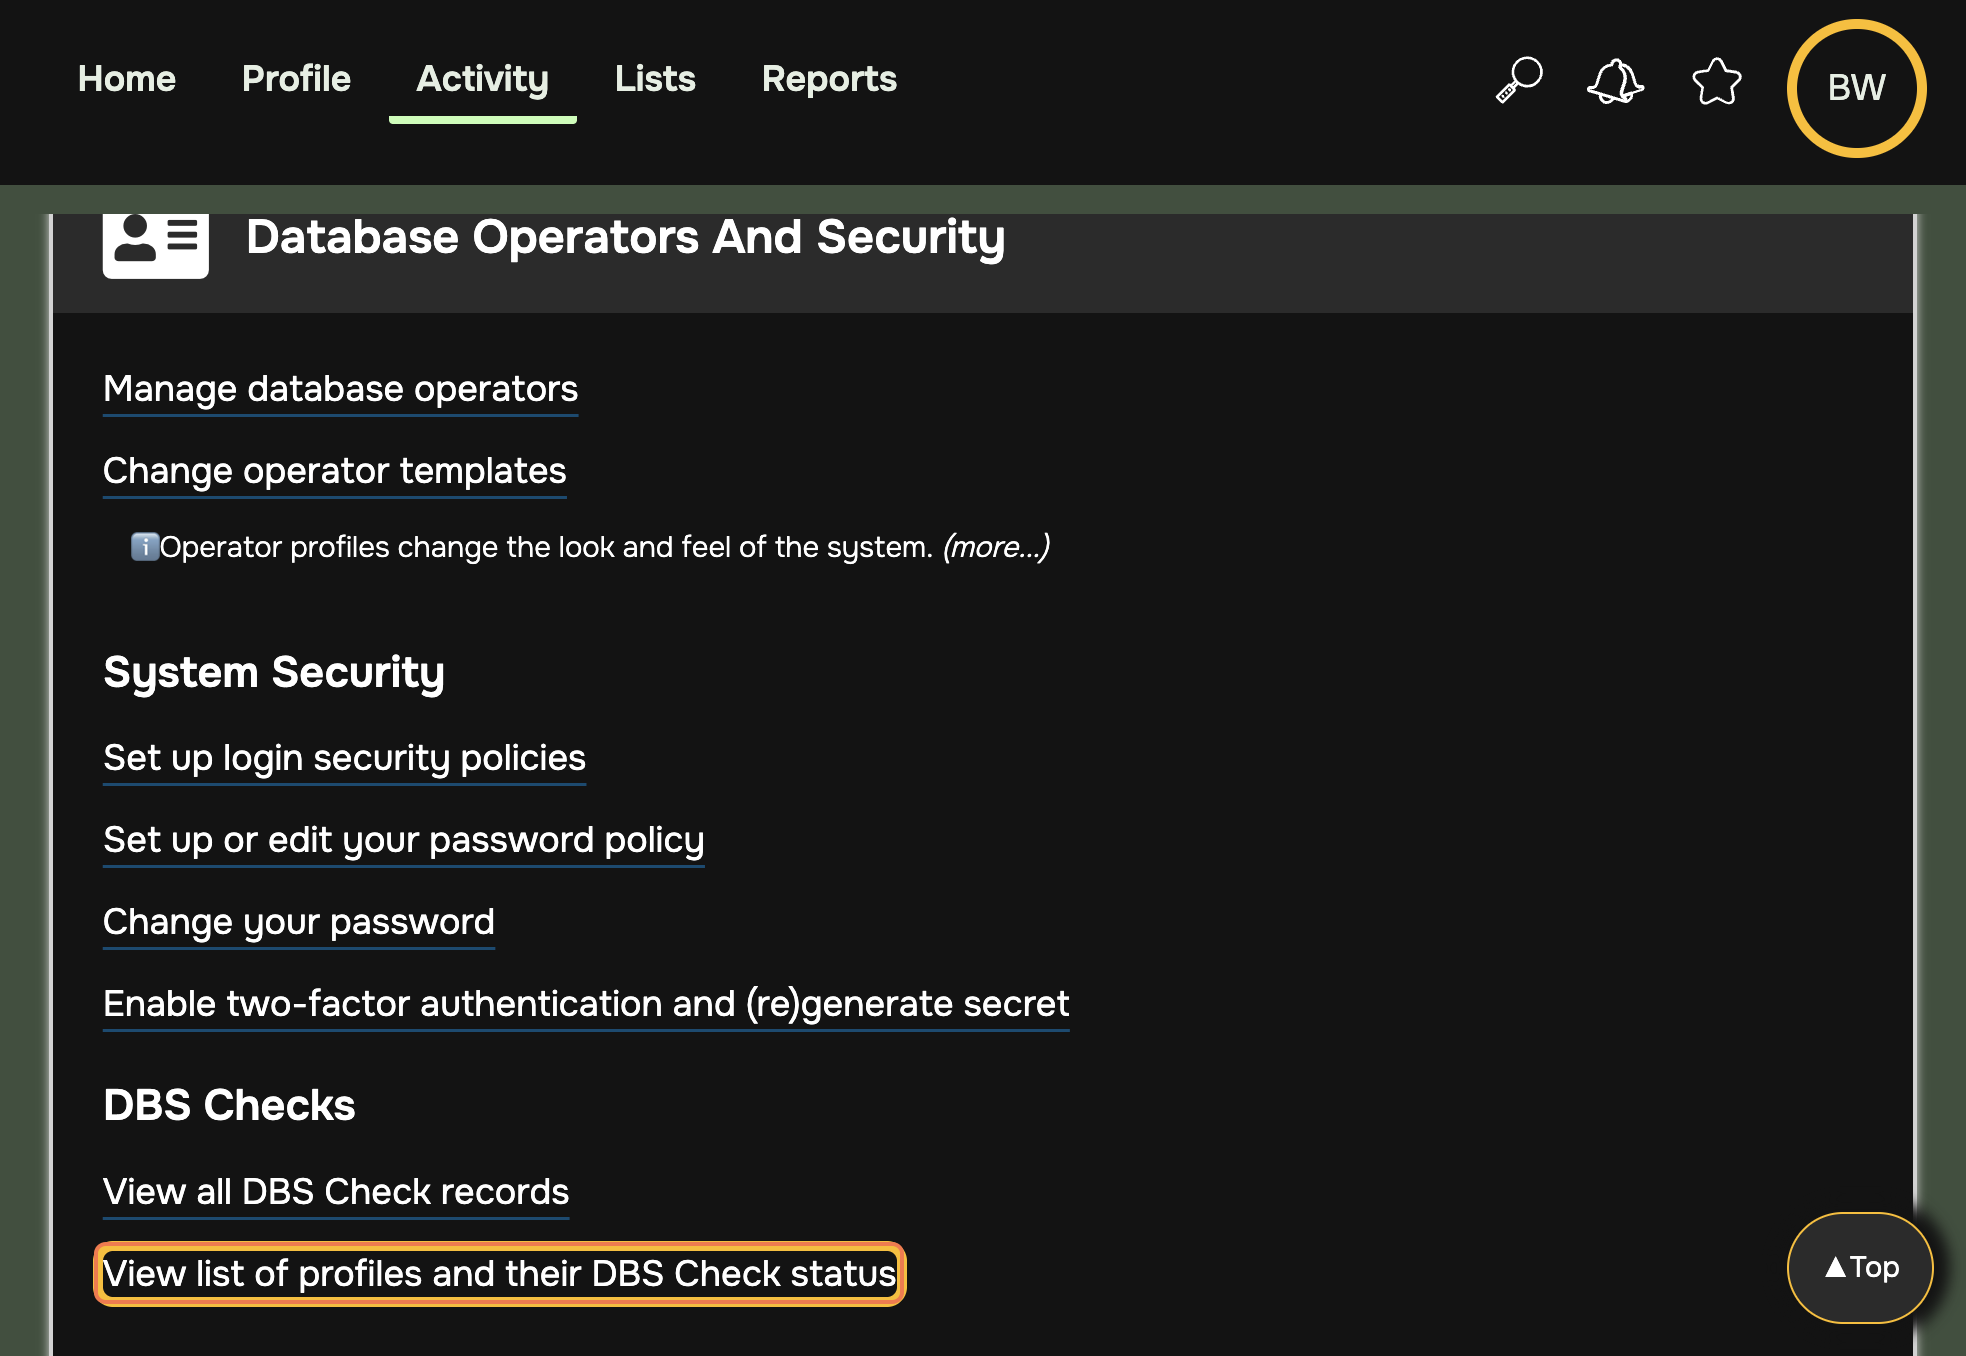 Home Profile Activity Lists Reports
BW
Database Operators And Security
Manage database operators
Change operator templates
iOperator profiles change the look and feel of the system. (more...)
System Security
Set up login security policies
Set up or edit your password policy
Change your password
Enable two-factor authentication and (re)generate secret
DBS Checks
View all DBS Check records
View list of profiles and their DBS Check status
▲Top